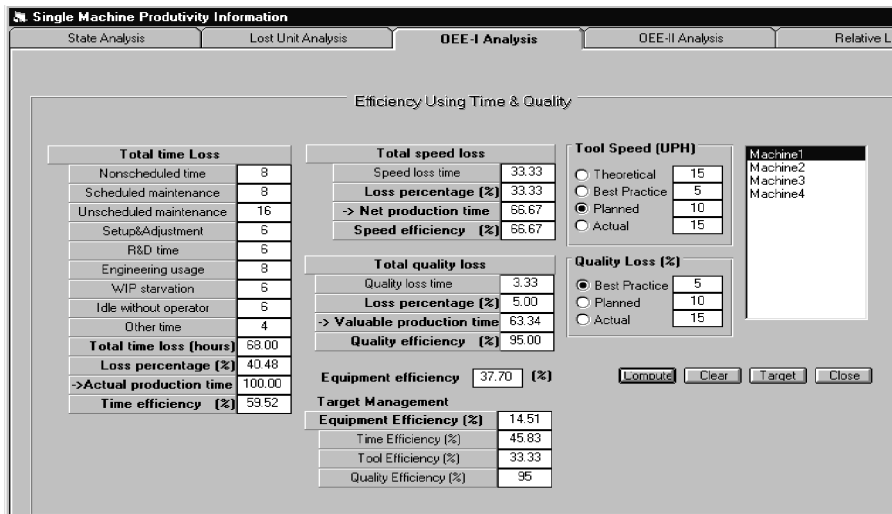 Single Machine Produtivity Information
State Analysis
Lost Unit Analysis
OEE-I Analysis
OEE-II Analysis
Relative L
Efficiency Using Time & Quality
Total time Loss
Nonscheduled time 8
Scheduled maintenance 8
Unscheduled maintenance 16
Setup&Adjustment 6
R&D time 6
Engineering usage 8
WIP starvation 6
Idle without operator 6
Other time 4
Total time loss (hours) 68.00
Loss percentage (%) 40.48
->Actual production time 100.00
Time efficiency (%) 59.52
Total speed loss
Speed loss time 33.33
Loss percentage (%) 33.33
-> Net production time 66.67
Speed efficiency (%) 66.67
Total quality loss
Quality loss time 3.33
Loss percentage (%) 5.00
-> Valuable production time 63.34
Quality efficiency (%) 95.00
Equipment efficiency 37.70 (%)
Target Management
Equipment Efficiency (%) 14.51
Time Efficiency (%) 45.83
Tool Efficiency (%) 33.33
Quality Efficiency (%) 95
Tool Speed (UPH)
Theoretical 15
Best Practice 5
Planned 10
Actual 15
Quality Loss (%)
Best Practice 5
Planned 10
Actual 15
Machine1
Machine2
Machine3
Machine4
Compute
Clear
Target
Close